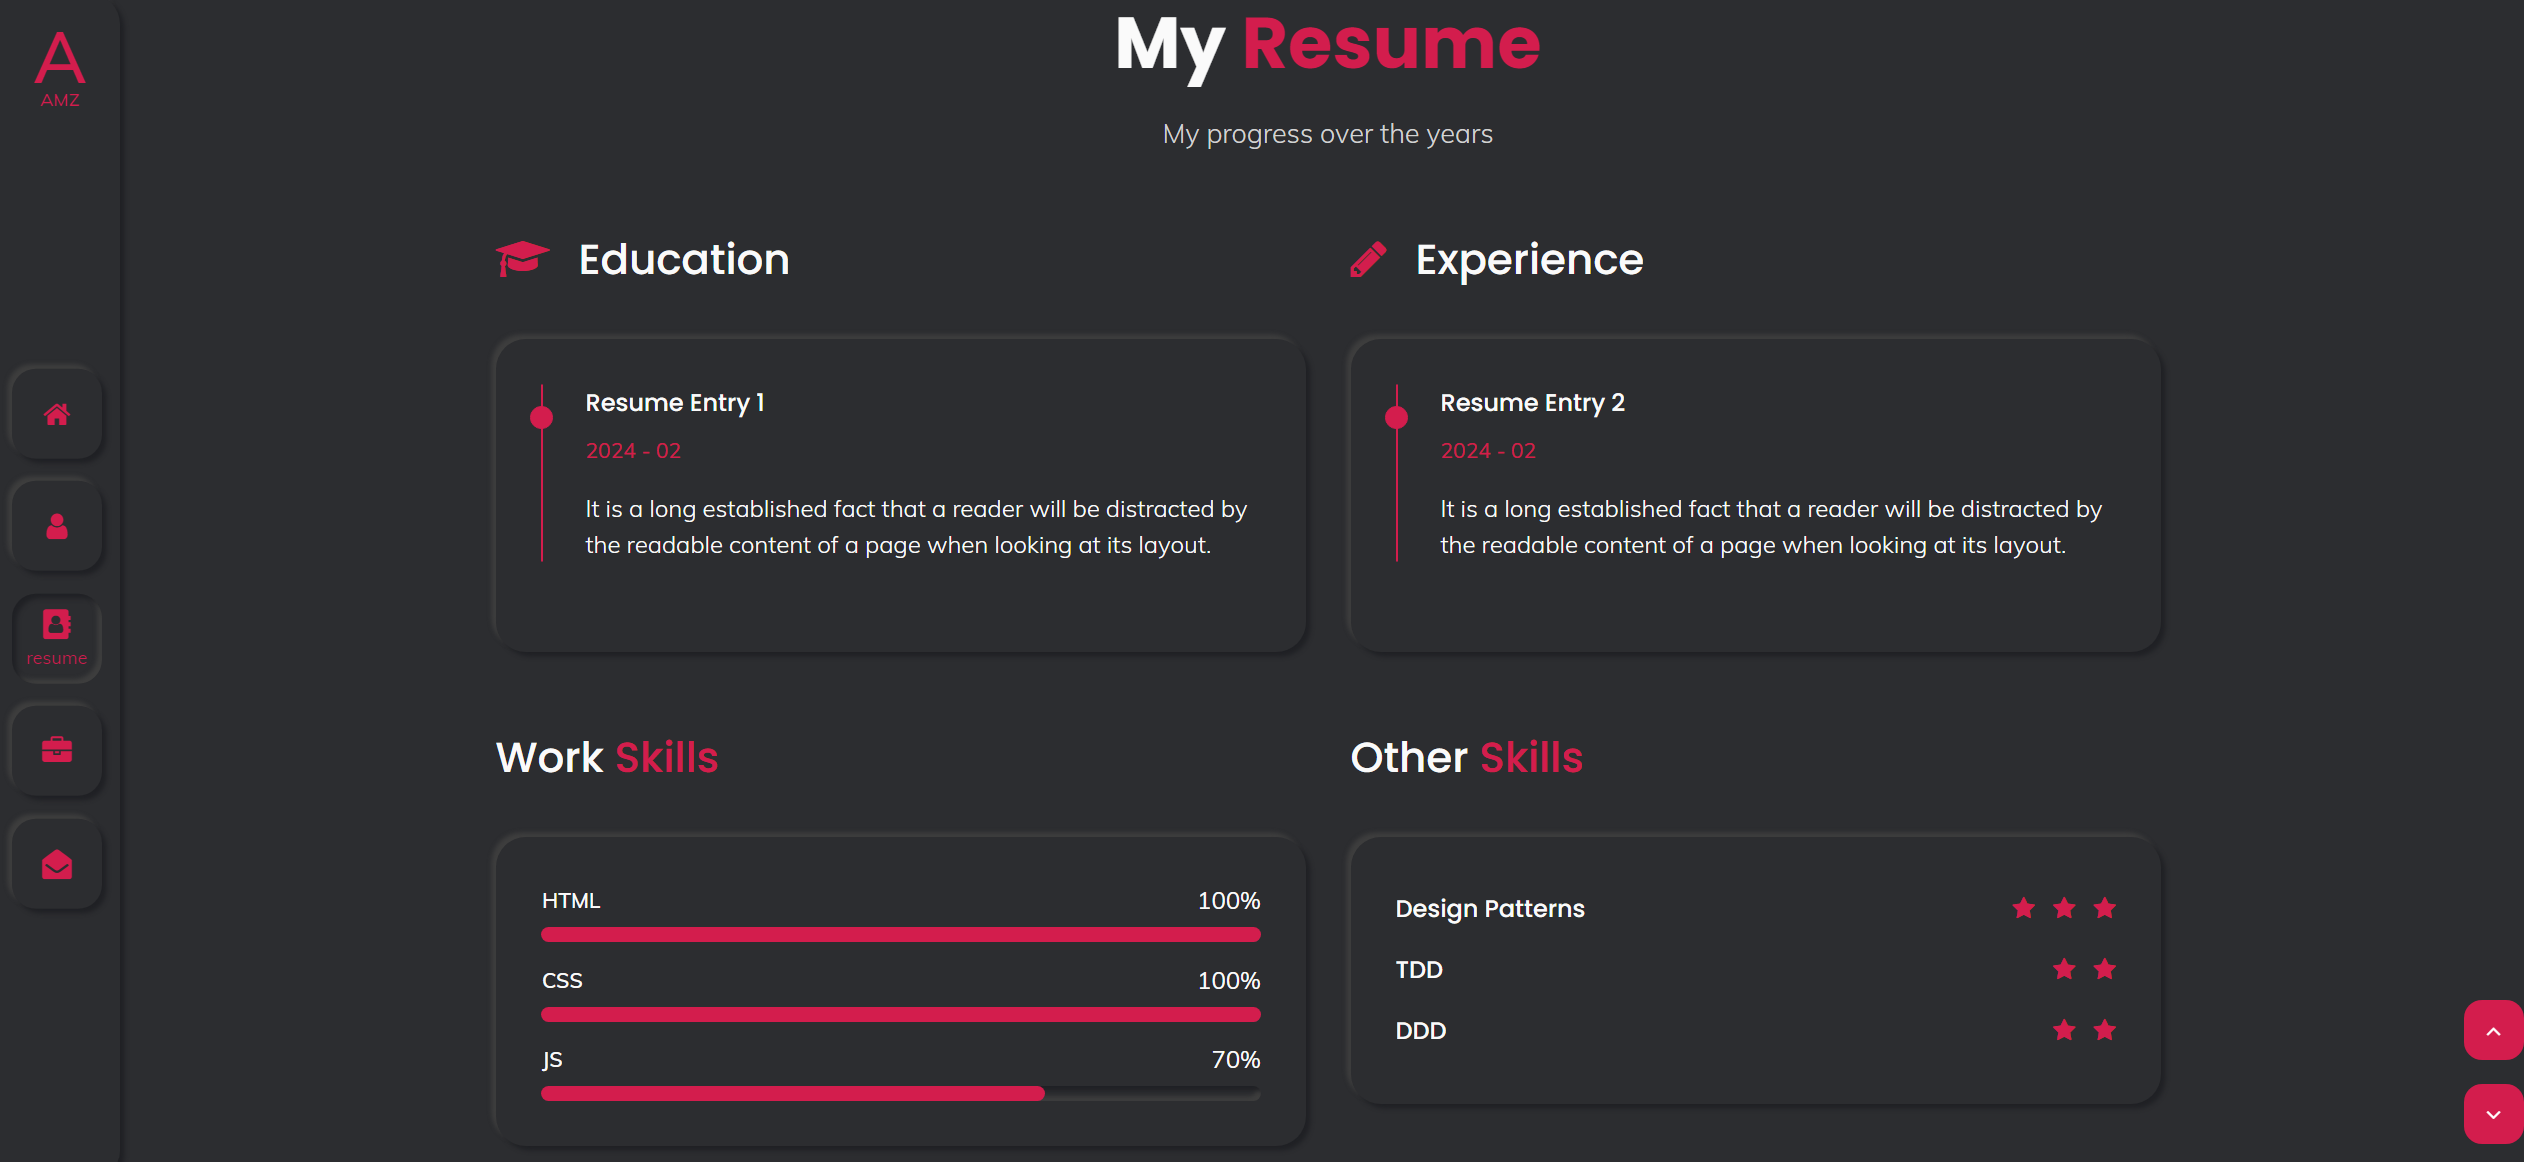 A
AMZ
resume
My Resume
My progress over the years
Education
Resume Entry 1
2024 - 02
It is a long established fact that a reader will be distracted by
the readable content of a page when looking at its layout.
Experience
Resume Entry 2
2024 - 02
It is a long established fact that a reader will be distracted by
the readable content of a page when looking at its layout.
Work Skills
HTML 100%
CSS 100%
JS 70%
Other Skills
Design Patterns
TDD
DDD